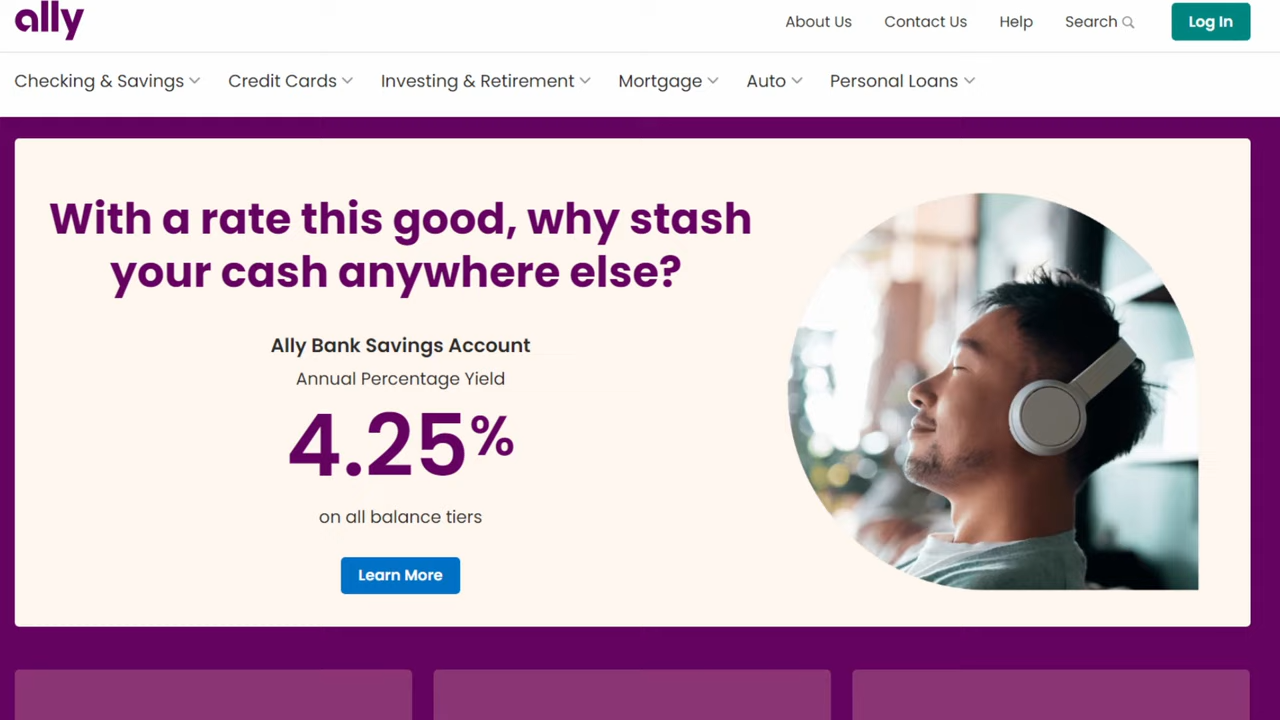 ally
About Us Contact Us Help Search Log In
Checking & Savings Credit Cards Investing & Retirement Mortgage Auto Personal Loans
With a rate this good, why stash
your cash anywhere else?
Ally Bank Savings Account
Annual Percentage Yield
4.25%
on all balance tiers
Learn More